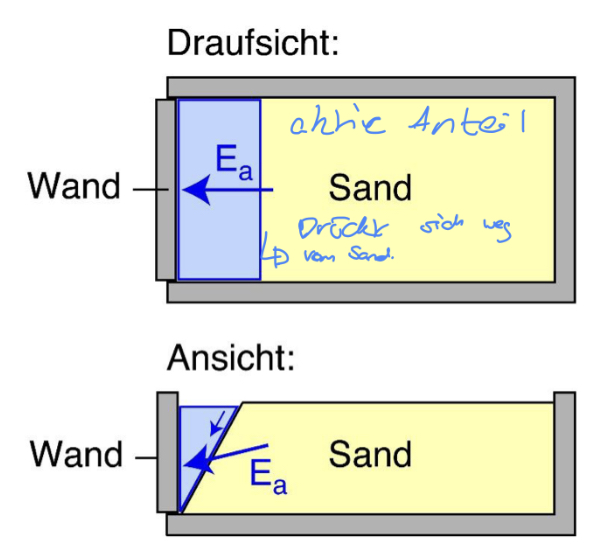 Draufsicht:
aktive Anteil
E_a
Wand
Sand
Drückt sich weg
vom Sand.
Ansicht:
Wand
E_a
Sand